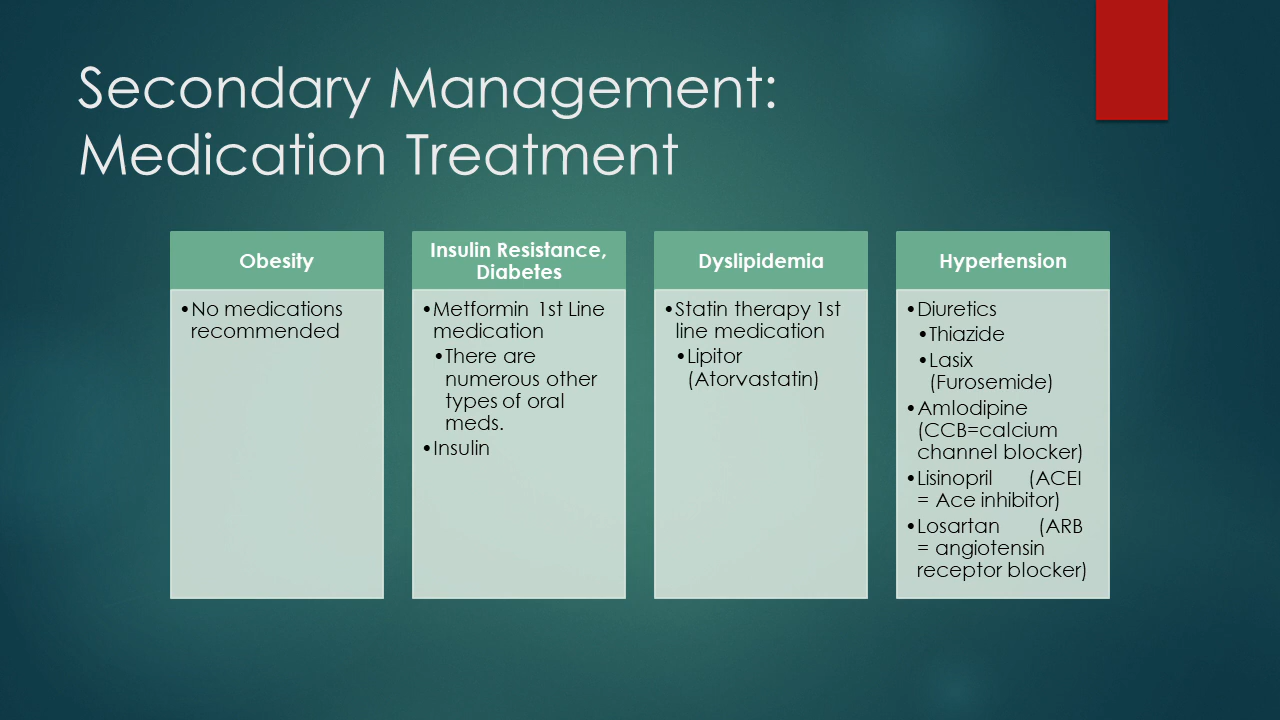 Secondary Management:
Medication Treatment
Obesity
•No medications
recommended
Insulin Resistance,
Diabetes
•Metformin 1st Line
medication
•There are
numerous other
types of oral
meds.
•Insulin
Dyslipidemia
•Statin therapy 1st
line medication
•Lipitor
(Atorvastatin)
Hypertension
•Diuretics
•Thiazide
•Lasix
(Furosemide)
•Amlodipine
(CCB=calcium
channel blocker)
•Lisinopril (ACEI
= Ace inhibitor)
•Losartan (ARB
= angiotensin
receptor blocker)